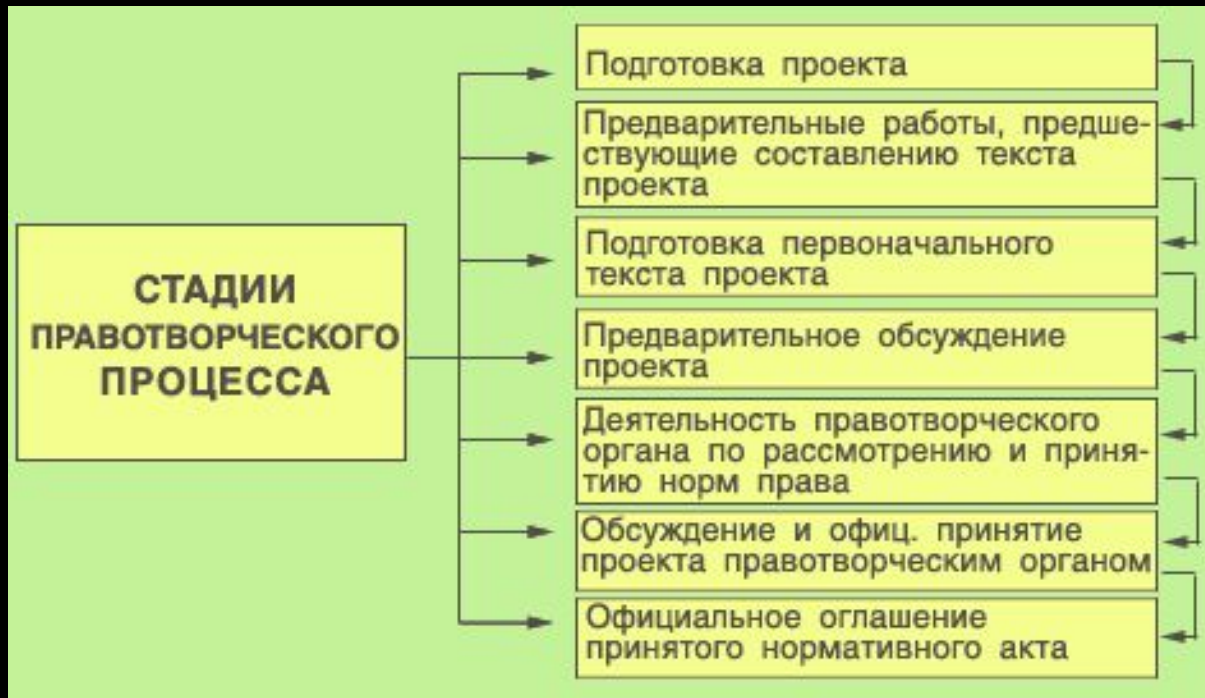 СТАДИИ
ПРАВОТВОРЧЕСКОГО
ПРОЦЕССА
Подготовка проекта
Предварительные работы, предше-
ствующие составлению текста
проекта
Подготовка первоначального
текста проекта
Предварительное обсуждение
проекта
Деятельность правотворческого
органа по рассмотрению и приня-
тию норм права
Обсуждение и офиц. принятие
проекта правотворческим органом
Официальное оглашение
принятого нормативного акта